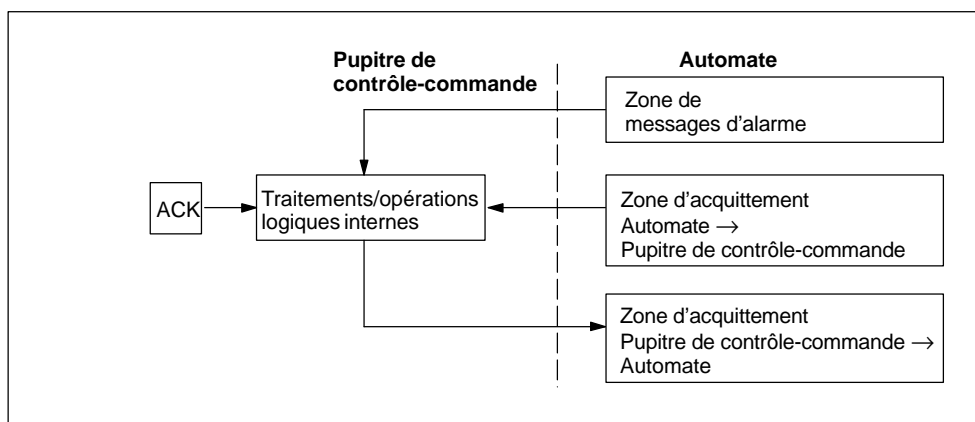 Pupitre de
contrôle-commande
Automate
Zone de
messages d'alarme
ACK
Traitements/opérations
logiques internes
Zone d'acquittement
Automate →
Pupitre de contrôle-commande
Zone d'acquittement
Pupitre de contrôle-commande →
Automate